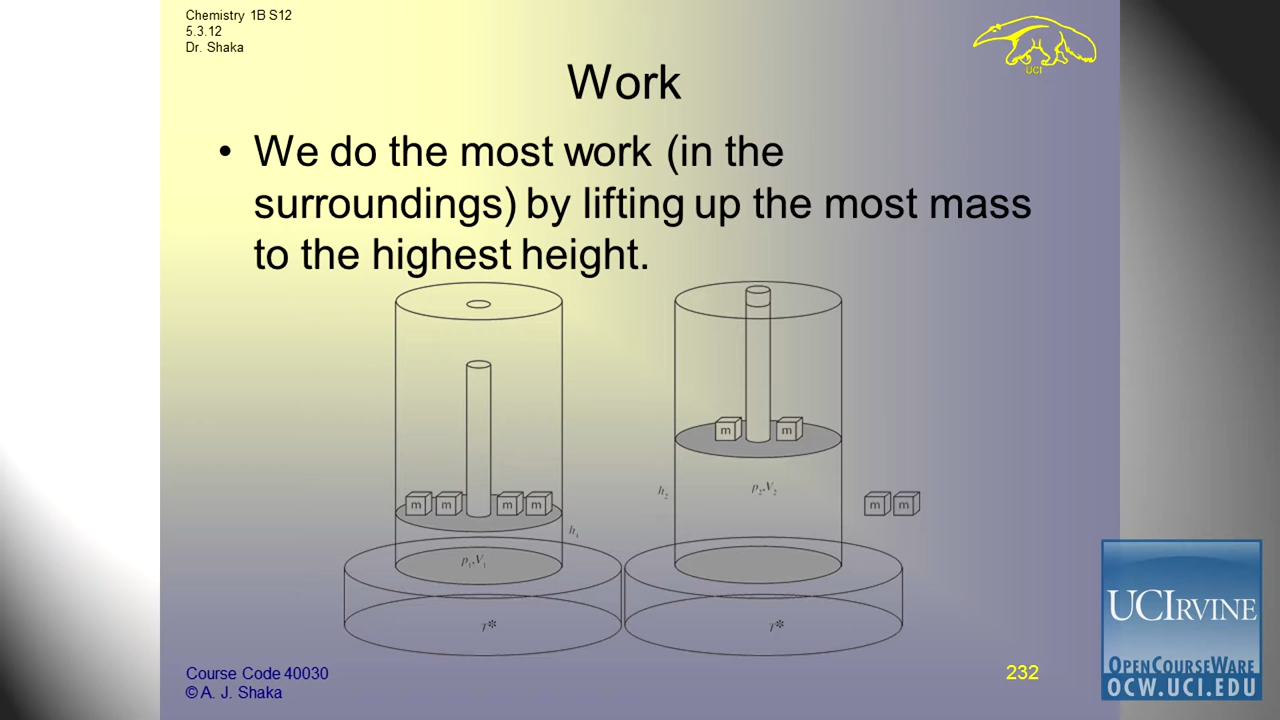 Chemistry 1B S12
5.3.12
Dr. Shaka
UCI
Work
• We do the most work (in the
surroundings) by lifting up the most mass
to the highest height.
m m m m
h₁
p₁,V₁
T*
m m
h₂
p₂,V₂
m m
T*
Course Code 40030
© A. J. Shaka
232
UCIRVINE
OPENCOURSEWARE
OCW.UCI.EDU